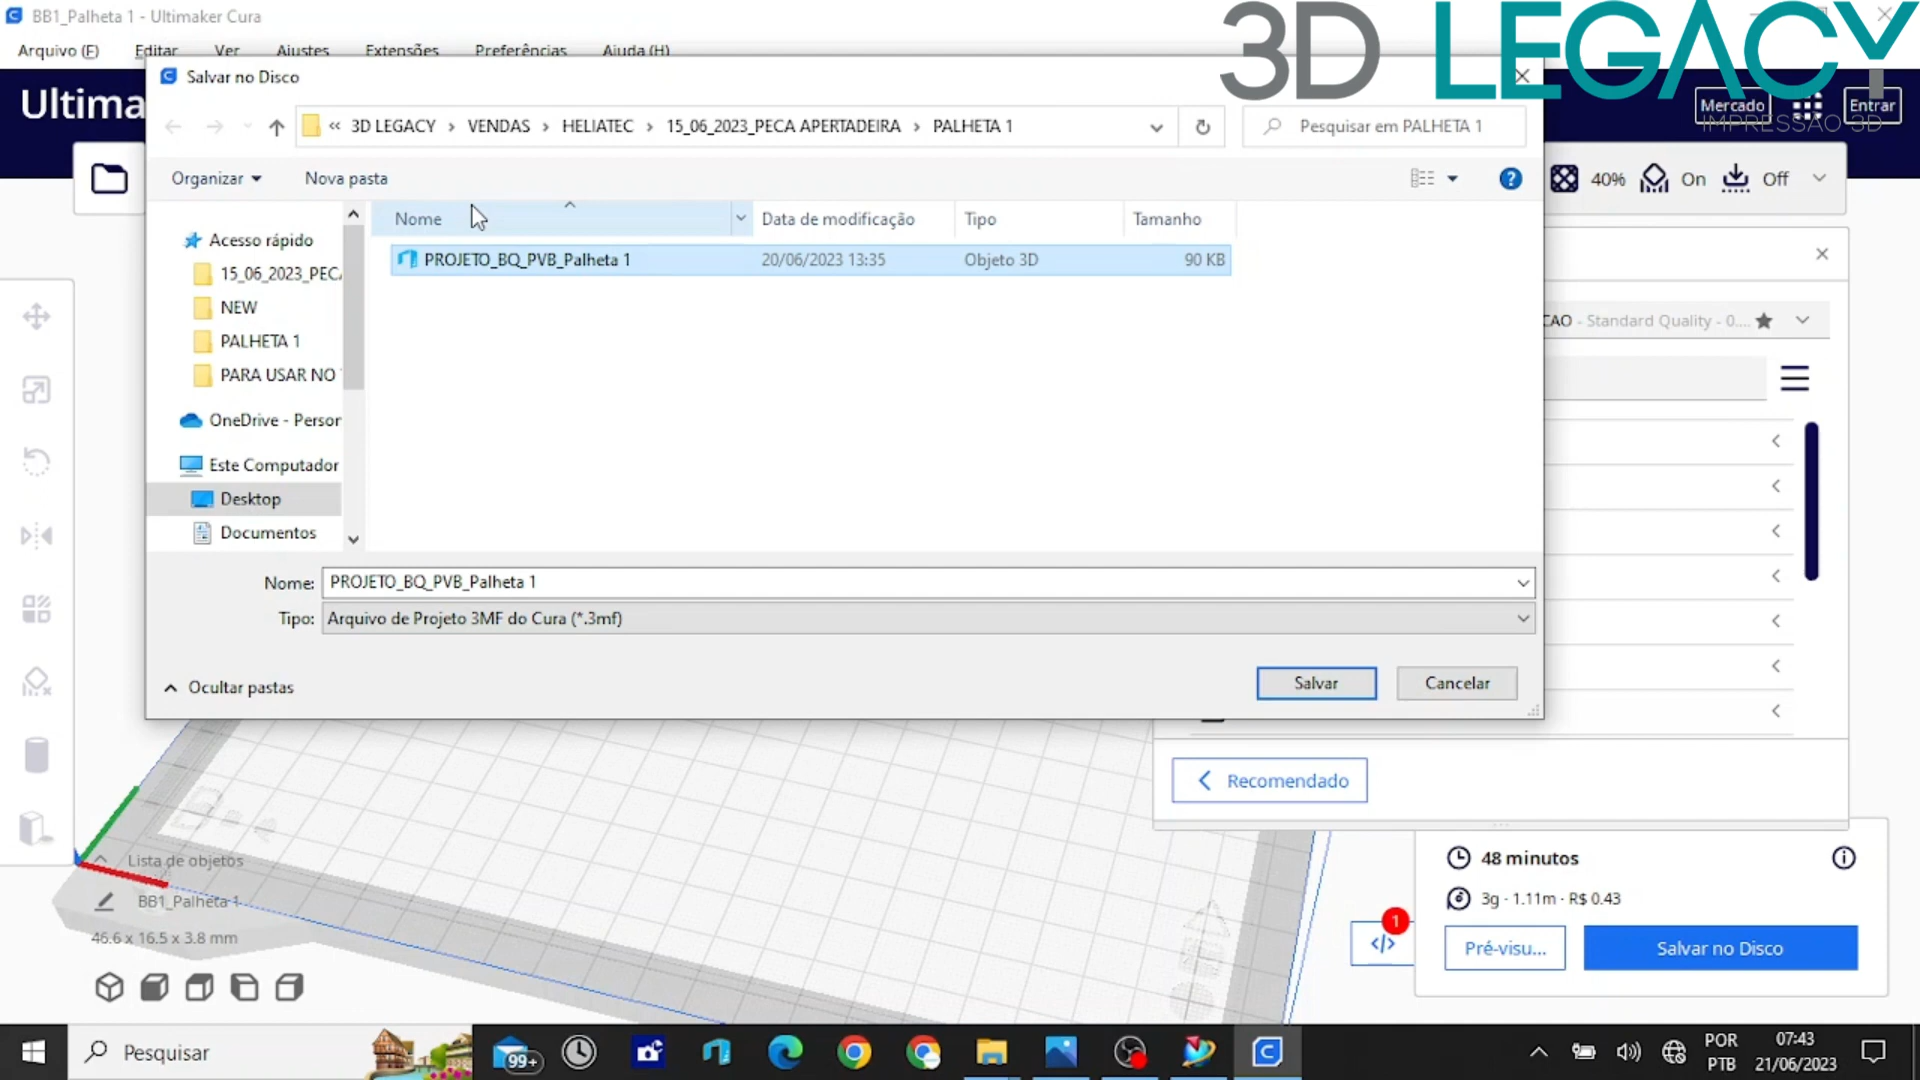 BB1_Palheta 1 - Ultimaker Cura
3D LEGACY
IMPRESSÃO 3D
Arquivo (F) Editar Ver Ajustes Extensões Preferências Ajuda (H)
Ultima
Mercado
Entrar
Salvar no Disco
« 3D LEGACY › VENDAS › HELIATEC › 15_06_2023_PECA APERTADEIRA › PALHETA 1
Pesquisar em PALHETA 1
Organizar
Nova pasta
40% On Off
Nome
Data de modificação
Tipo
Tamanho
PROJETO_BQ_PVB_Palheta 1 20/06/2023 13:35 Objeto 3D 90 KB
Acesso rápido
15_06_2023_PEC
NEW
PALHETA 1
PARA USAR NO
OneDrive - Person
Este Computador
Desktop
Documentos
CAO - Standard Quality - 0....
Nome: PROJETO_BQ_PVB_Palheta 1
Tipo: Arquivo de Projeto 3MF do Cura (*.3mf)
Ocultar pastas
Salvar
Cancelar
Recomendado
Lista de objetos
BB1_Palheta 1
46.6 x 16.5 x 3.8 mm
48 minutos
3g · 1.11m · R$ 0.43
1
Pré-visu...
Salvar no Disco
Pesquisar
99+
POR
PTB
07:43
21/06/2023